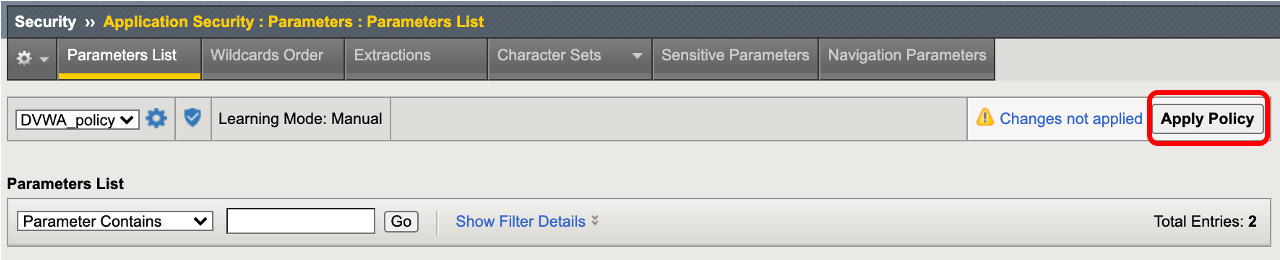 Security ›› Application Security : Parameters : Parameters List
Parameters List Wildcards Order Extractions Character Sets Sensitive Parameters Navigation Parameters
DVWA_policy Learning Mode: Manual Changes not applied Apply Policy
Parameters List
Parameter Contains Go Show Filter Details Total Entries: 2